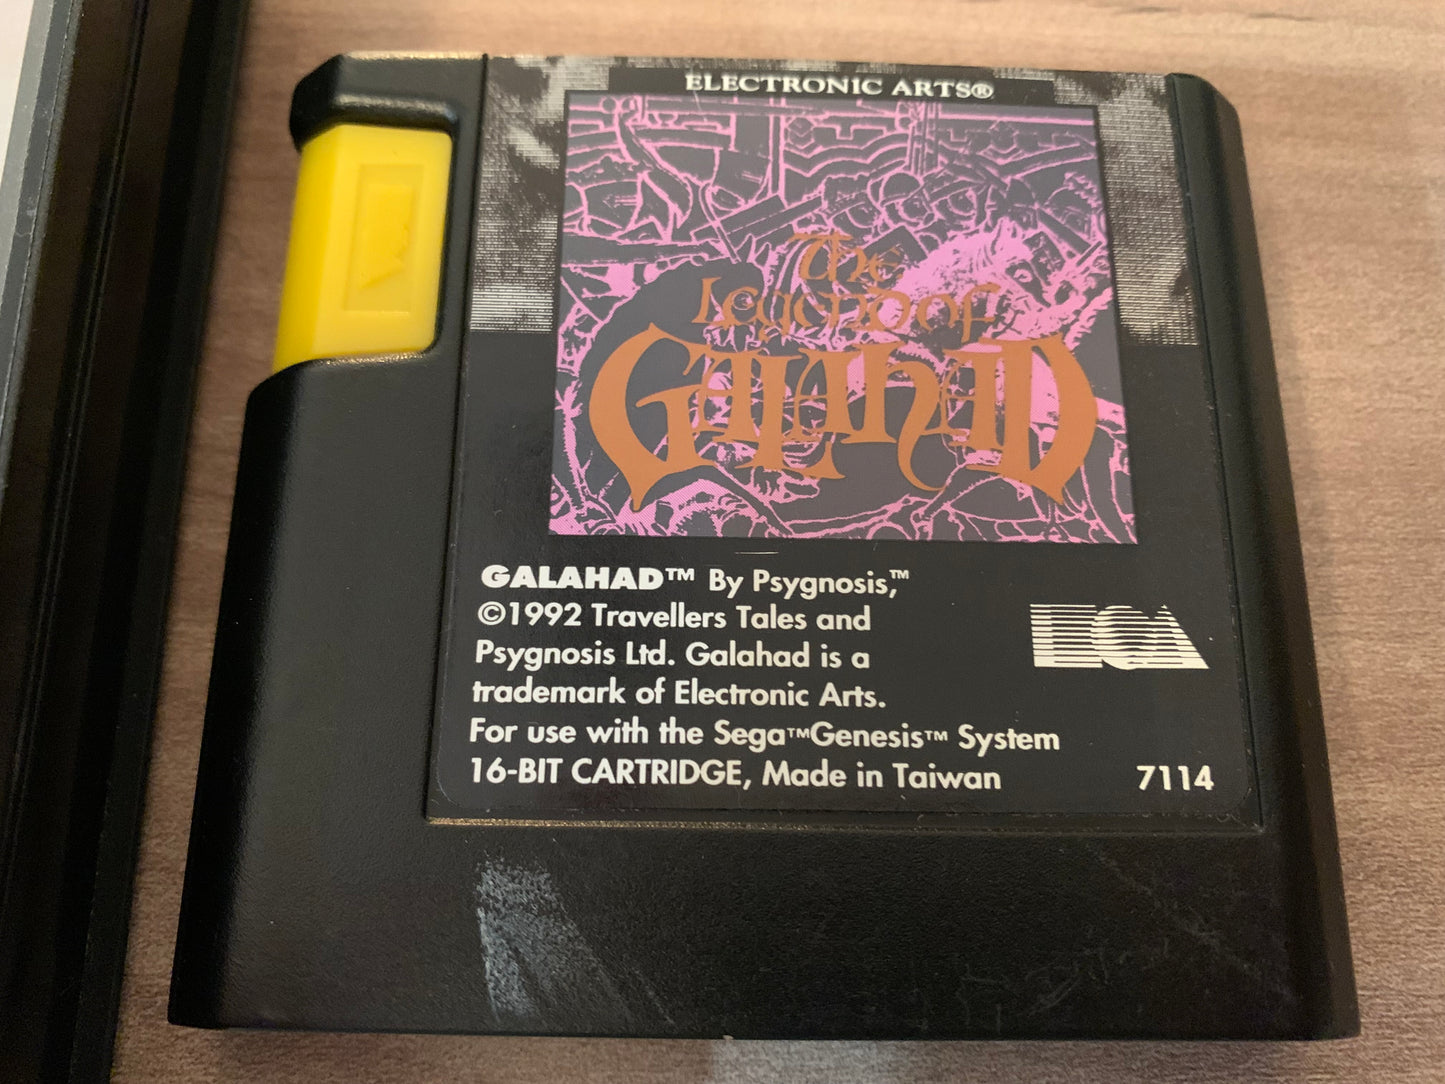 ELECTRONIC ARTS®
The
Legend of
GALAHAD
GALAHAD™ By Psygnosis,™
©1992 Travellers Tales and
Psygnosis Ltd. Galahad is a
trademark of Electronic Arts.
For use with the Sega™Genesis™ System
16-BIT CARTRIDGE, Made in Taiwan
7114
EA